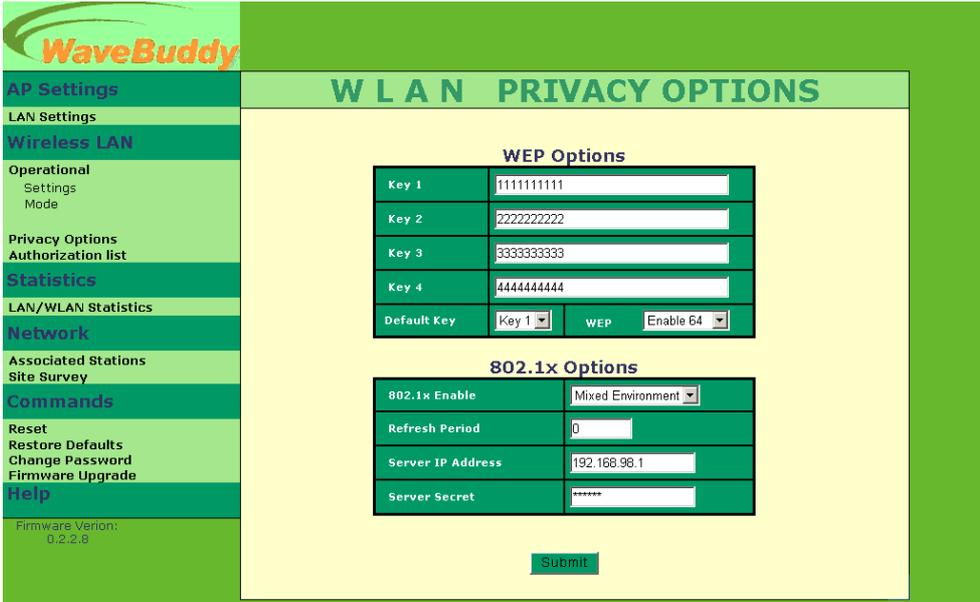 WaveBuddy
AP Settings
LAN Settings
Wireless LAN
Operational
Settings
Mode
Privacy Options
Authorization list
Statistics
LAN/WLAN Statistics
Network
Associated Stations
Site Survey
Commands
Reset
Restore Defaults
Change Password
Firmware Upgrade
Help
Firmware Verion:
0.2.2.8
WLAN PRIVACY OPTIONS
WEP Options
Key 1 1111111111
Key 2 2222222222
Key 3 3333333333
Key 4 4444444444
Default Key Key 1 WEP Enable 64
802.1x Options
802.1x Enable Mixed Environment
Refresh Period 0
Server IP Address 192.168.98.1
Server Secret ******
Submit